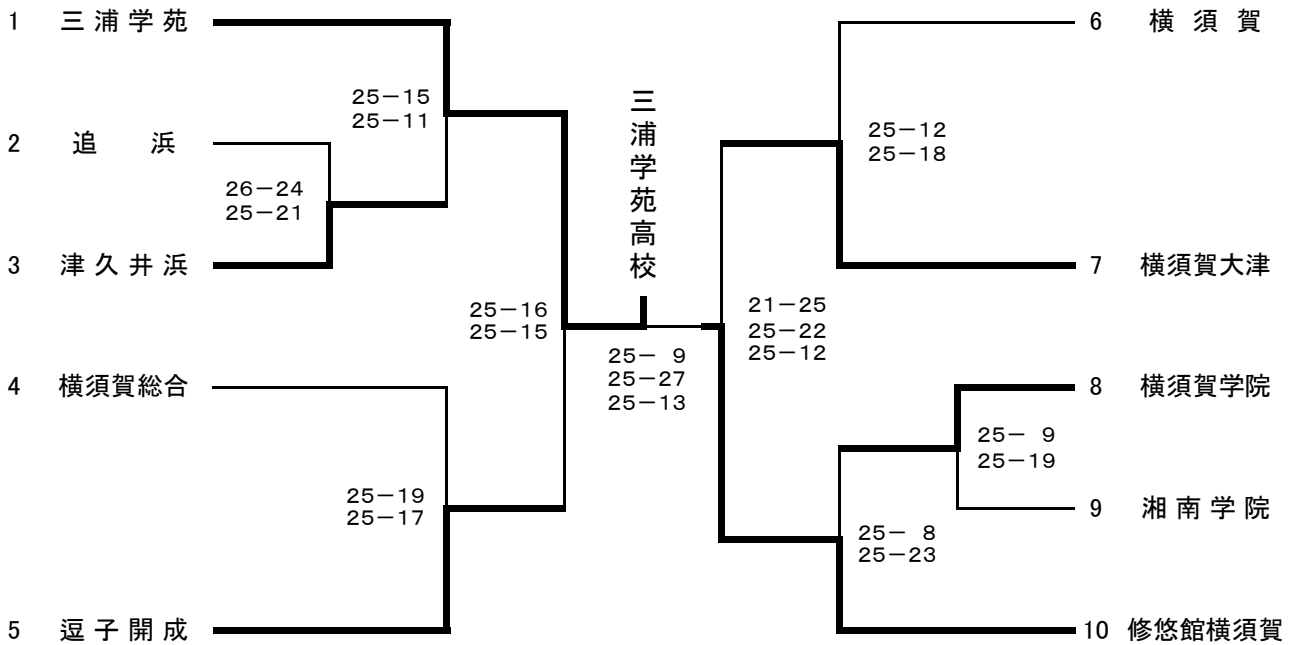 1 三浦学苑
25－15
25－11
2 追浜
26－24
25－21
3 津久井浜
25－16
25－15
4 横須賀総合
25－19
25－17
5 逗子開成
三浦学苑高校
25－ 9
25－27
25－13
6 横須賀
25－12
25－18
7 横須賀大津
21－25
25－22
25－12
8 横須賀学院
25－ 9
25－19
9 湘南学院
25－ 8
25－23
10 修悠館横須賀